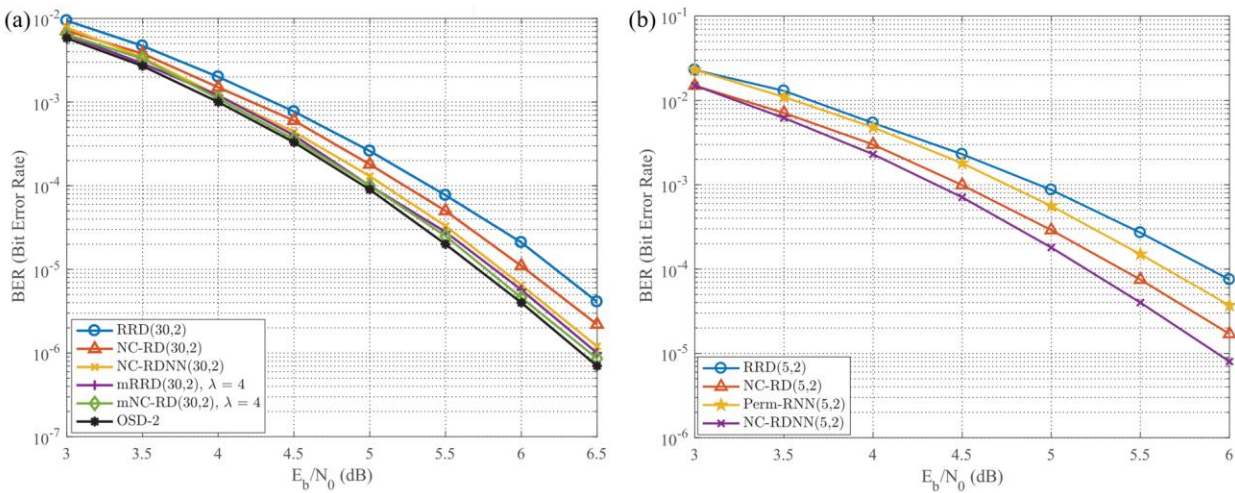 (a)
10^-2
10^-3
10^-4
10^-5
10^-6
10^-7
BER (Bit Error Rate)
RRD(30,2)
NC-RD(30,2)
NC-RDNN(30,2)
mRRD(30,2), λ = 4
mNC-RD(30,2), λ = 4
OSD-2
3 3.5 4 4.5 5 5.5 6 6.5
E_b/N_0 (dB)
(b)
10^-1
10^-2
10^-3
10^-4
10^-5
10^-6
BER (Bit Error Rate)
RRD(5,2)
NC-RD(5,2)
Perm-RNN(5,2)
NC-RDNN(5,2)
3 3.5 4 4.5 5 5.5 6
E_b/N_0 (dB)